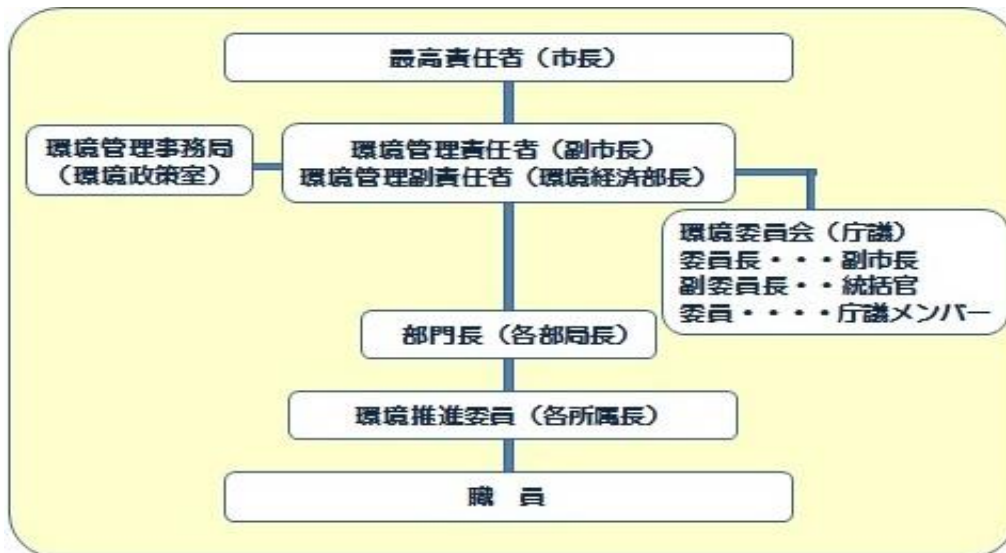 最高責任者（市長）
環境管理事務局
（環境政策室）
環境管理責任者（副市長）
環境管理副責任者（環境経済部長）
環境委員会（庁議）
委員長・・・副市長
副委員長・・統括官
委員・・・・庁議メンバー
部門長（各部局長）
環境推進委員（各所属長）
職　員